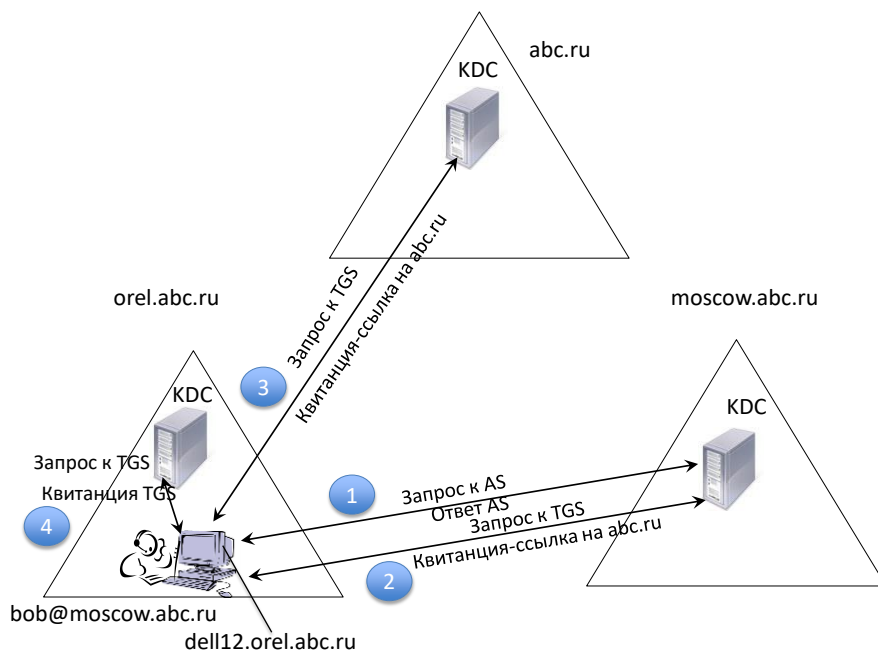 abc.ru
KDC
Запрос к TGS
Квитанция-ссылка на abc.ru
orel.abc.ru
moscow.abc.ru
3
KDC
KDC
Запрос к TGS
Квитанция TGS
4
1
Запрос к AS
Ответ AS
Запрос к TGS
Квитанция-ссылка на abc.ru
2
bob@moscow.abc.ru
dell12.orel.abc.ru